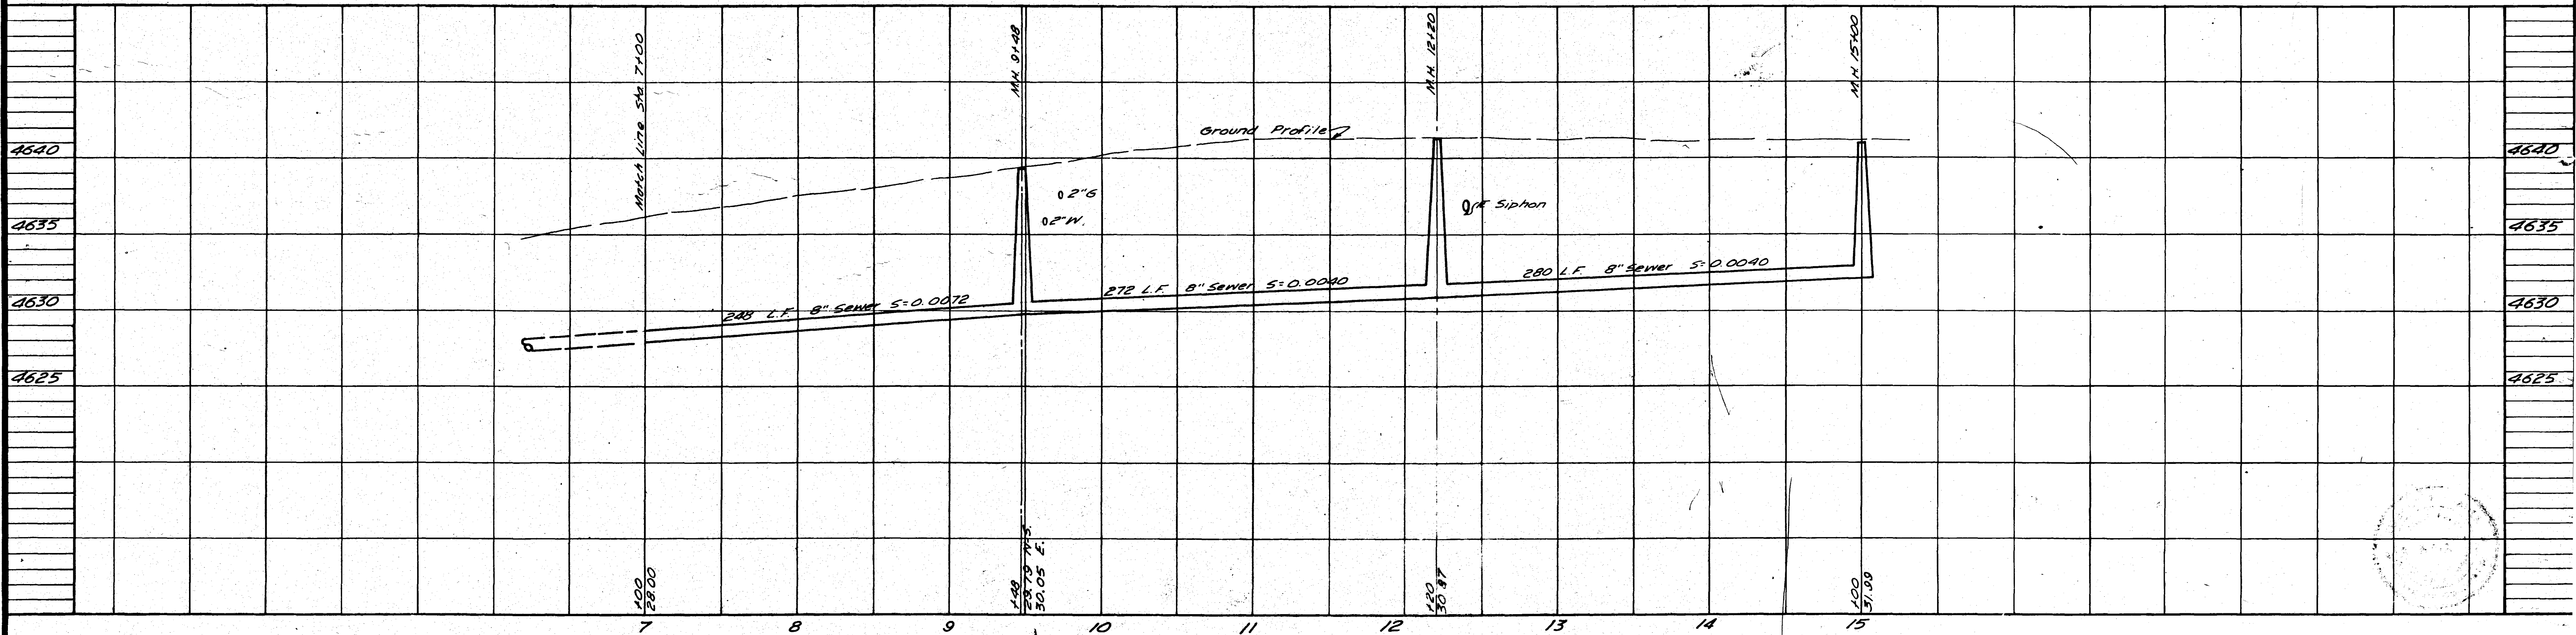 Match Line Sta. 7+00
M.H. 9+48
M.H. 12+20
M.H. 15+00
Ground Profile
4640
4640
0 2" G
0 2" W.
Siphon
4635
4635
248 L.F. 8" Sewer S=0.0072
272 L.F. 8" Sewer S=0.0040
280 L.F. 8" Sewer S=0.0040
4630
4630
4625
4625
+00
28.00
+48
29.79 N-S.
30.05 E.
+20
30.97
+00
31.99
7
8
9
10
11
12
13
14
15